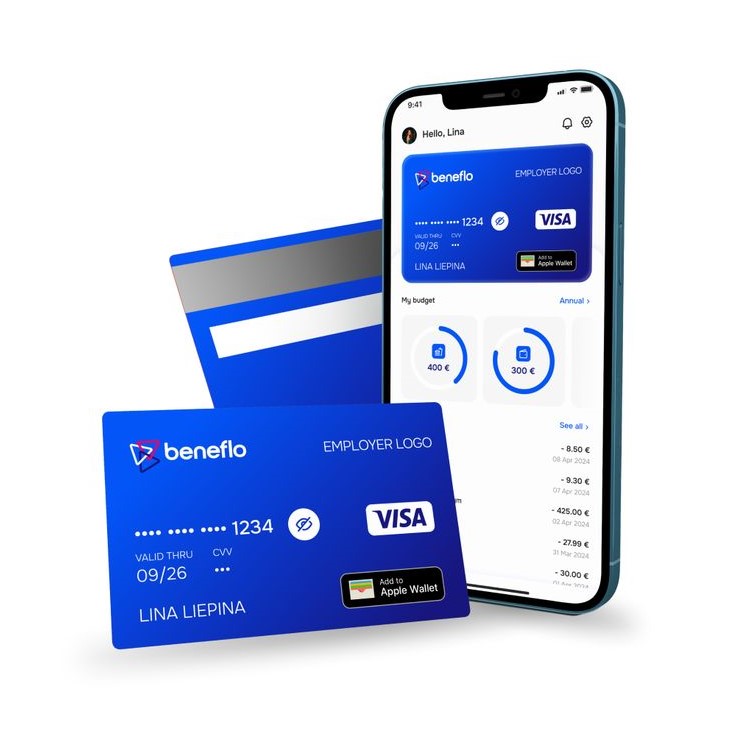 9:41
Hello, Lina
beneflo
EMPLOYER LOGO
•••• •••• •••• 1234
VISA
VALID THRU CVV
09/26 •••
LINA LIEPINA
Add to
Apple Wallet
My budget
Annual >
400 €
300 €
See all >
- 8.50 €
08 Apr 2024
- 9.30 €
07 Apr 2024
- 425.00 €
02 Apr 2024
- 27.99 €
31 Mar 2024
- 30.00 €
01 Apr 2024
beneflo
EMPLOYER LOGO
•••• •••• •••• 1234
VISA
VALID THRU CVV
09/26 •••
Add to
Apple Wallet
LINA LIEPINA